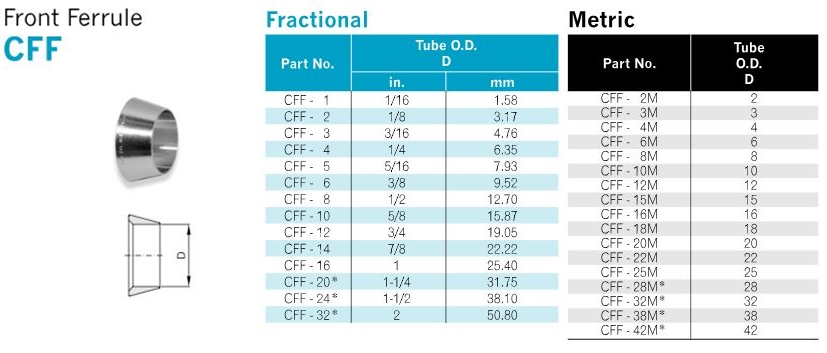 Front Ferrule
CFF
D
Fractional
Part No. Tube O.D. D
in. mm
CFF - 1 1/16 1.58
CFF - 2 1/8 3.17
CFF - 3 3/16 4.76
CFF - 4 1/4 6.35
CFF - 5 5/16 7.93
CFF - 6 3/8 9.52
CFF - 8 1/2 12.70
CFF - 10 5/8 15.87
CFF - 12 3/4 19.05
CFF - 14 7/8 22.22
CFF - 16 1 25.40
CFF - 20* 1-1/4 31.75
CFF - 24* 1-1/2 38.10
CFF - 32* 2 50.80
Metric
Part No. Tube O.D. D
CFF - 2M 2
CFF - 3M 3
CFF - 4M 4
CFF - 6M 6
CFF - 8M 8
CFF - 10M 10
CFF - 12M 12
CFF - 15M 15
CFF - 16M 16
CFF - 18M 18
CFF - 20M 20
CFF - 22M 22
CFF - 25M 25
CFF - 28M* 28
CFF - 32M* 32
CFF - 38M* 38
CFF - 42M* 42